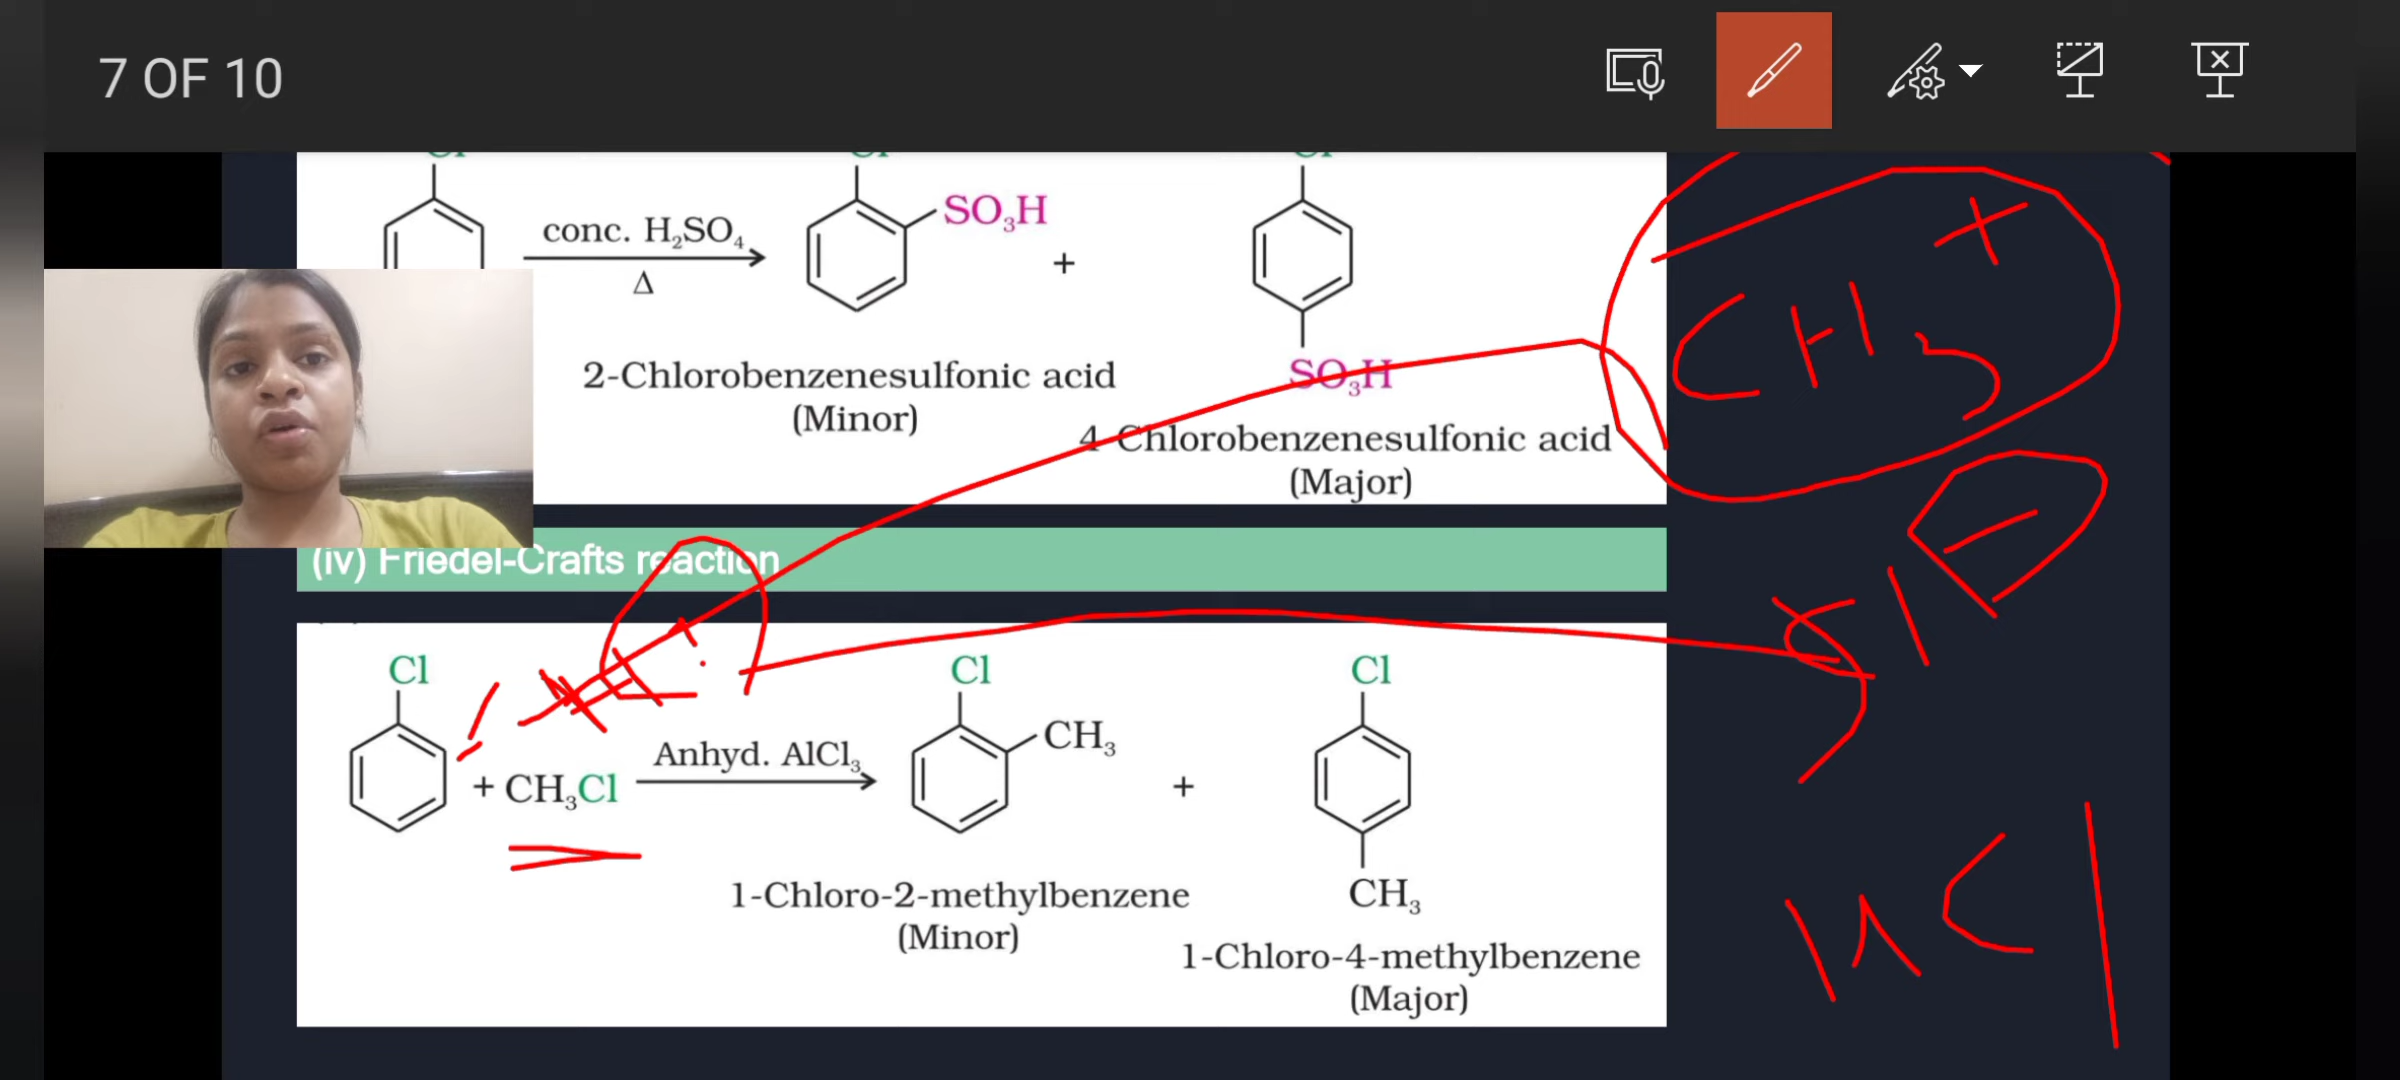 7 OF 10
Cl Cl Cl
conc. H₂SO₄
Δ
SO₃H
+
SO₃H
2-Chlorobenzenesulfonic acid
(Minor)
4-Chlorobenzenesulfonic acid
(Major)
CH₃⁺
(iv) Friedel-Crafts reaction
Cl
+ CH₃Cl
Anhyd. AlCl₃
Cl
CH₃
+
Cl
CH₃
1-Chloro-2-methylbenzene
(Minor)
1-Chloro-4-methylbenzene
(Major)
HCl